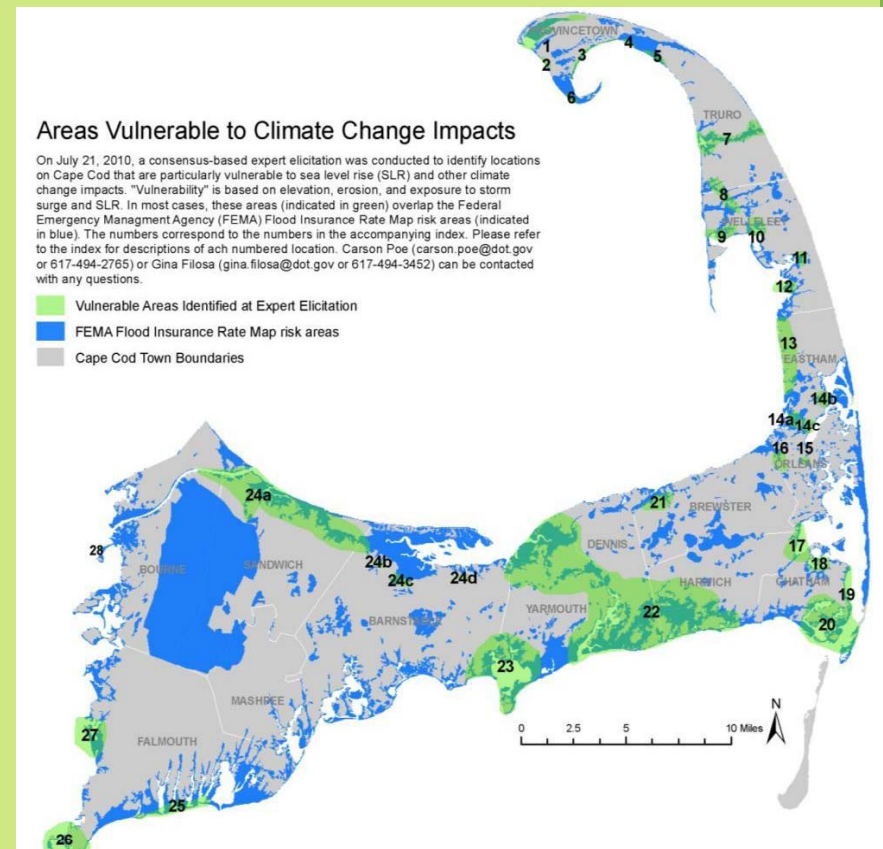 Areas Vulnerable to Climate Change Impacts
On July 21, 2010, a consensus-based expert elicitation was conducted to identify locations
on Cape Cod that are particularly vulnerable to sea level rise (SLR) and other climate
change impacts. "Vulnerability" is based on elevation, erosion, and exposure to storm
surge and SLR. In most cases, these areas (indicated in green) overlap the Federal
Emergency Managment Agency (FEMA) Flood Insurance Rate Map risk areas (indicated
in blue). The numbers correspond to the numbers in the accompanying index. Please refer
to the index for descriptions of ach numbered location. Carson Poe (carson.poe@dot.gov
or 617-494-2765) or Gina Filosa (gina.filosa@dot.gov or 617-494-3452) can be contacted
with any questions.
Vulnerable Areas Identified at Expert Elicitation
FEMA Flood Insurance Rate Map risk areas
Cape Cod Town Boundaries
PROVINCETOWN
1
2
3
4
5
6
TRURO
7
8
WELLFLEET
9
10
11
12
13
EASTHAM
14b
14a
14c
16
15
ORLEANS
21
BREWSTER
24a
28
BOURNE
SANDWICH
24b
24c
24d
DENNIS
17
18
HARWICH
CHATHAM
19
20
22
BARNSTABLE
YARMOUTH
23
MASHPEE
27
FALMOUTH
25
26
N
0
2.5
5
10 Miles